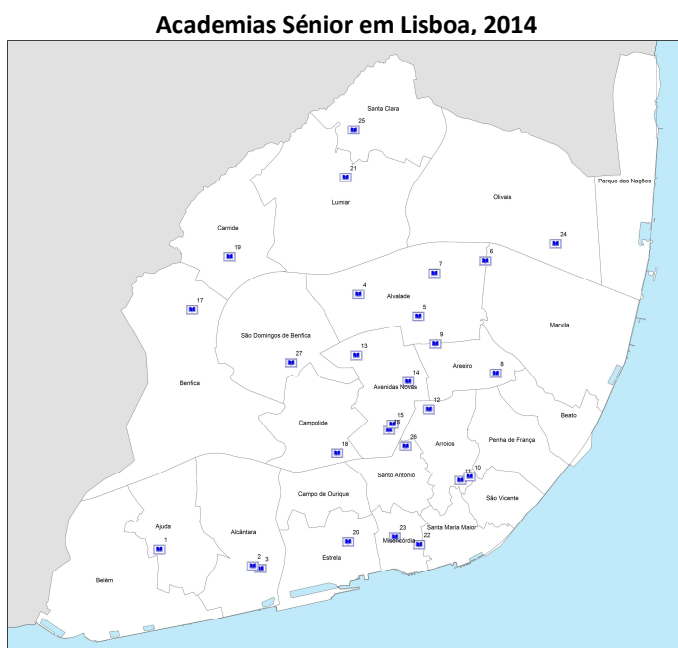 Academias Sénior em Lisboa, 2014
Santa Clara
25
21
Parque das Nações
Olivais
Lumiar
Carnide
24
19
6
7
4
Alvalade
17
5
Marvila
São Domingos de Benfica
9
13
27
Areeiro
8
14
Benfica
Avenidas Novas
12
Beato
15
16
Campolide
26
Arroios
Penha de França
18
10
11
Santo António
Campo de Ourique
São Vicente
Ajuda
Santa Maria Maior
23
Alcântara
20
Misericórdia
22
1
Estrela
2
3
Belém